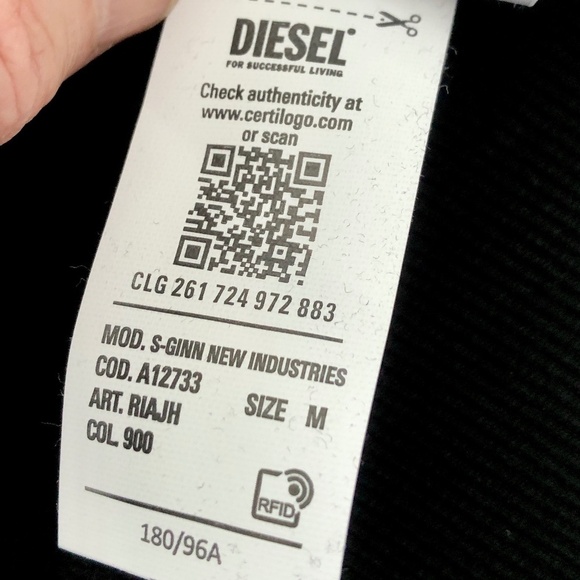 DIESEL
FOR SUCCESSFUL LIVING
Check authenticity at
www.certilogo.com
or scan
CLG 261 724 972 883
MOD. S-GINN NEW INDUSTRIES
COD. A12733
ART. RIAJH SIZE M
COL. 900
RFID
180/96A